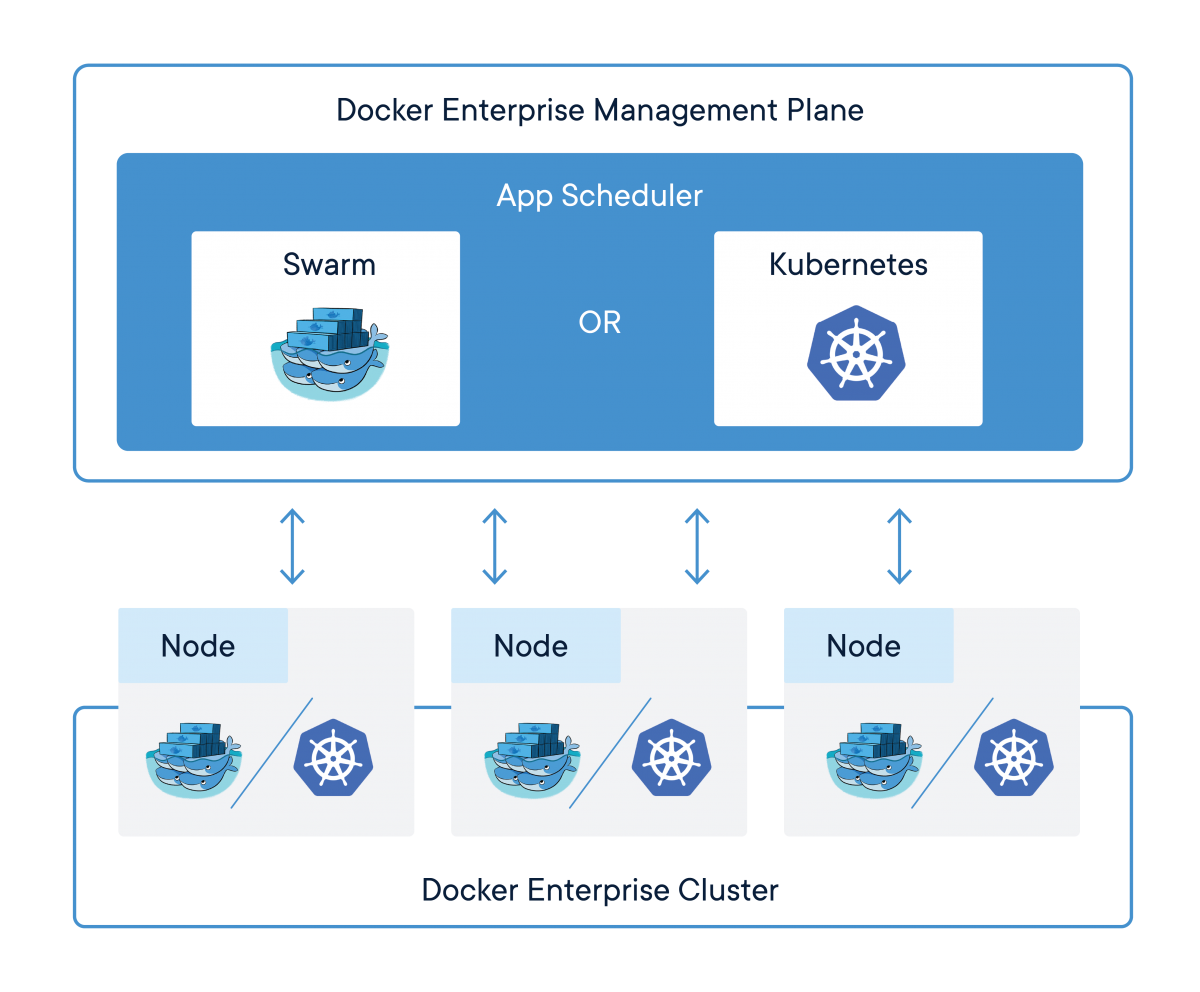 Docker Enterprise Management Plane
App Scheduler
Swarm
OR
Kubernetes
Node
Node
Node
Docker Enterprise Cluster